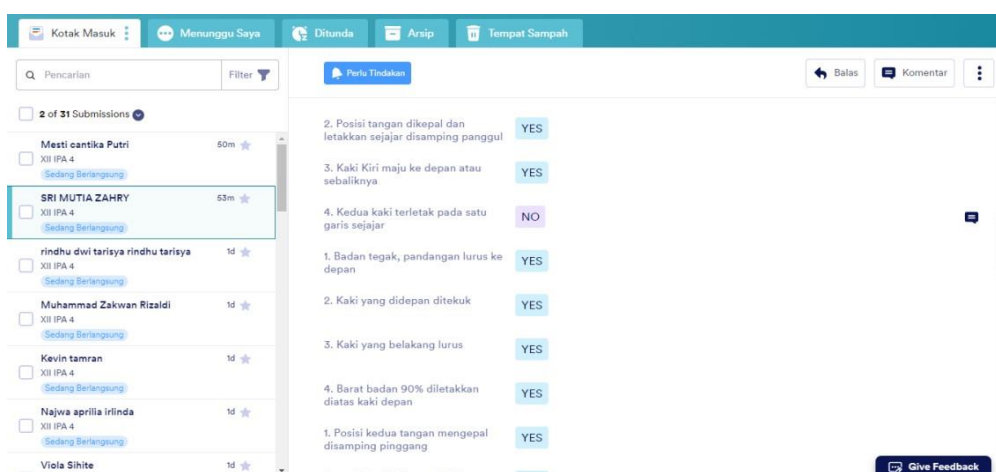 Kotak Masuk
Menunggu Saya
Ditunda
Arsip
Tempat Sampah
Pencarian
Filter
2 of 31 Submissions
Mesti cantika Putri
50m
XII IPA 4
Sedang Berlangsung
SRI MUTIA ZAHRY
53m
XII IPA 4
Sedang Berlangsung
rindhu dwi tarisya rindhu tarisya
1d
XII IPA 4
Sedang Berlangsung
Muhammad Zakwan Rizaldi
1d
XII IPA 4
Sedang Berlangsung
Kevin tamran
1d
XII IPA 4
Sedang Berlangsung
Najwa aprilia irlinda
1d
XII IPA 4
Sedang Berlangsung
Viola Sihite
1d
Perlu Tindakan
Balas
Komentar
2. Posisi tangan dikepal dan
letakkan sejajar disamping panggul
YES
3. Kaki Kiri maju ke depan atau
sebaliknya
YES
4. Kedua kaki terletak pada satu
garis sejajar
NO
1. Badan tegak, pandangan lurus ke
depan
YES
2. Kaki yang didepan ditekuk
YES
3. Kaki yang belakang lurus
YES
4. Barat badan 90% diletakkan
diatas kaki depan
YES
1. Posisi kedua tangan mengepal
disamping pinggang
YES
Give Feedback